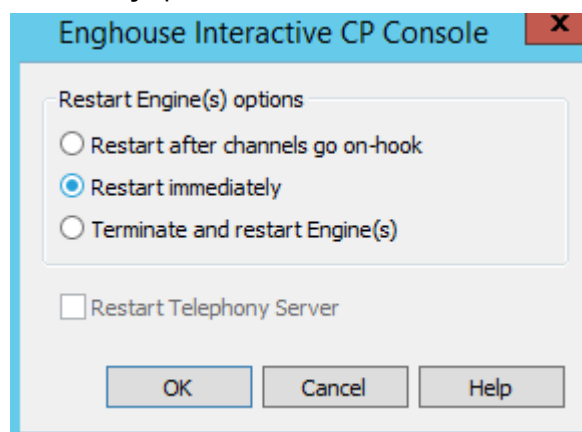 Enghouse Interactive CP Console
x
Restart Engine(s) options
Restart after channels go on-hook
Restart immediately
Terminate and restart Engine(s)
Restart Telephony Server
OK Cancel Help